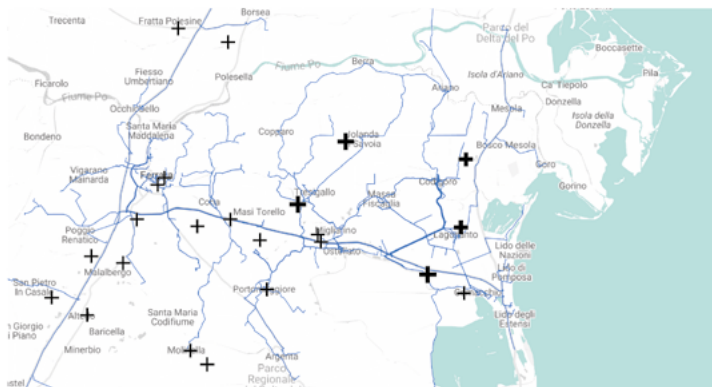 Trecenta
Fratta Polesine
Borsea
Parco del
Delta del Po
Boccasette
Fiesso
Umbertiano
Polesella
Fiume Po
Berra
Isola d'Ariano
Pila
Ficarolo
Fiume Po
Ariano
Ca' Tiepolo
Donzella
Mesola
Isola della
Donzella
Occhiobello
Santa Maria
Maddalena
Copparo
Jolanda
Savoia
Bondeno
Bosco Mesola
Goro
Gorino
Vigarano
Mainarda
Ferrara
Codigoro
Tresigallo
Massa
Fiscaglia
Cona
Masi Torello
Poggio
Renatico
Migliarino
Lagosanto
Lido delle
Nazioni
Ostellato
Malalbergo
Lido di
Pomposa
San Pietro
In Casale
Portomaggiore
Comacchio
Lido degli
Estensi
Santa Maria
Codifiume
Altedo
Baricella
n Giorgio
di Piano
Minerbio
Molinella
Argenta
Parco
Regionale
stel